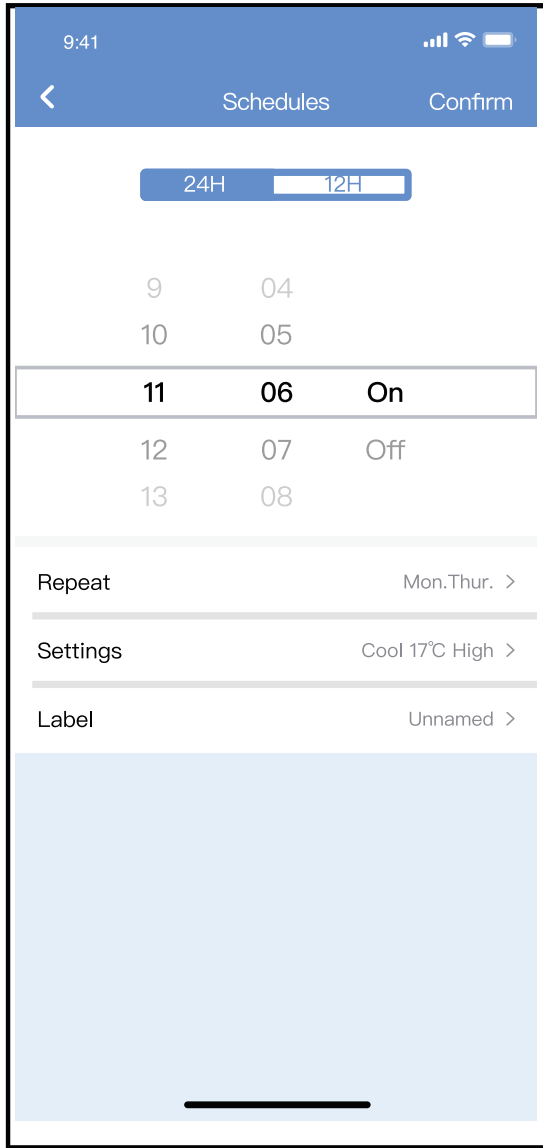 9:41
Schedules Confirm
24H 12H
9 04
10 05
11 06 On
12 07 Off
13 08
Repeat Mon.Thur. >
Settings Cool 17℃ High >
Label Unnamed >